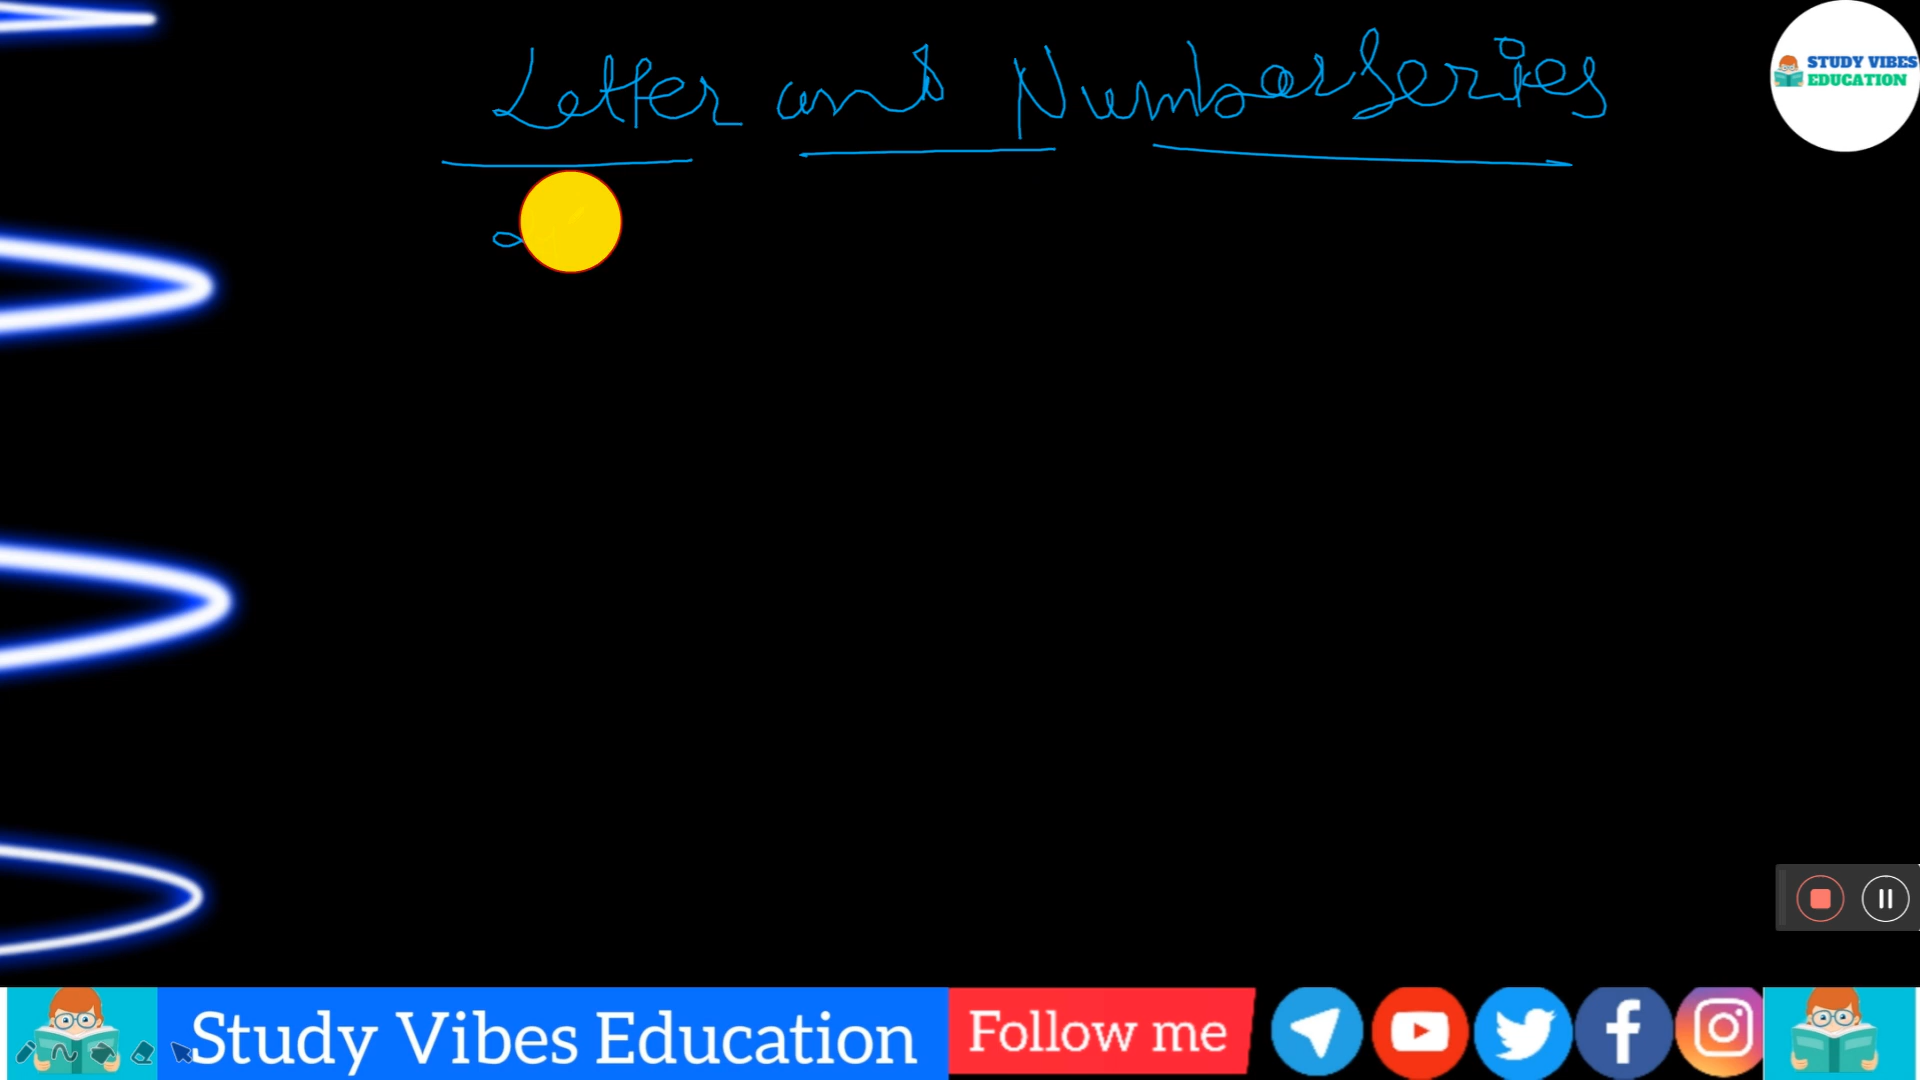 Letter and Number Series
STUDY VIBES
EDUCATION
Study Vibes Education
Follow me